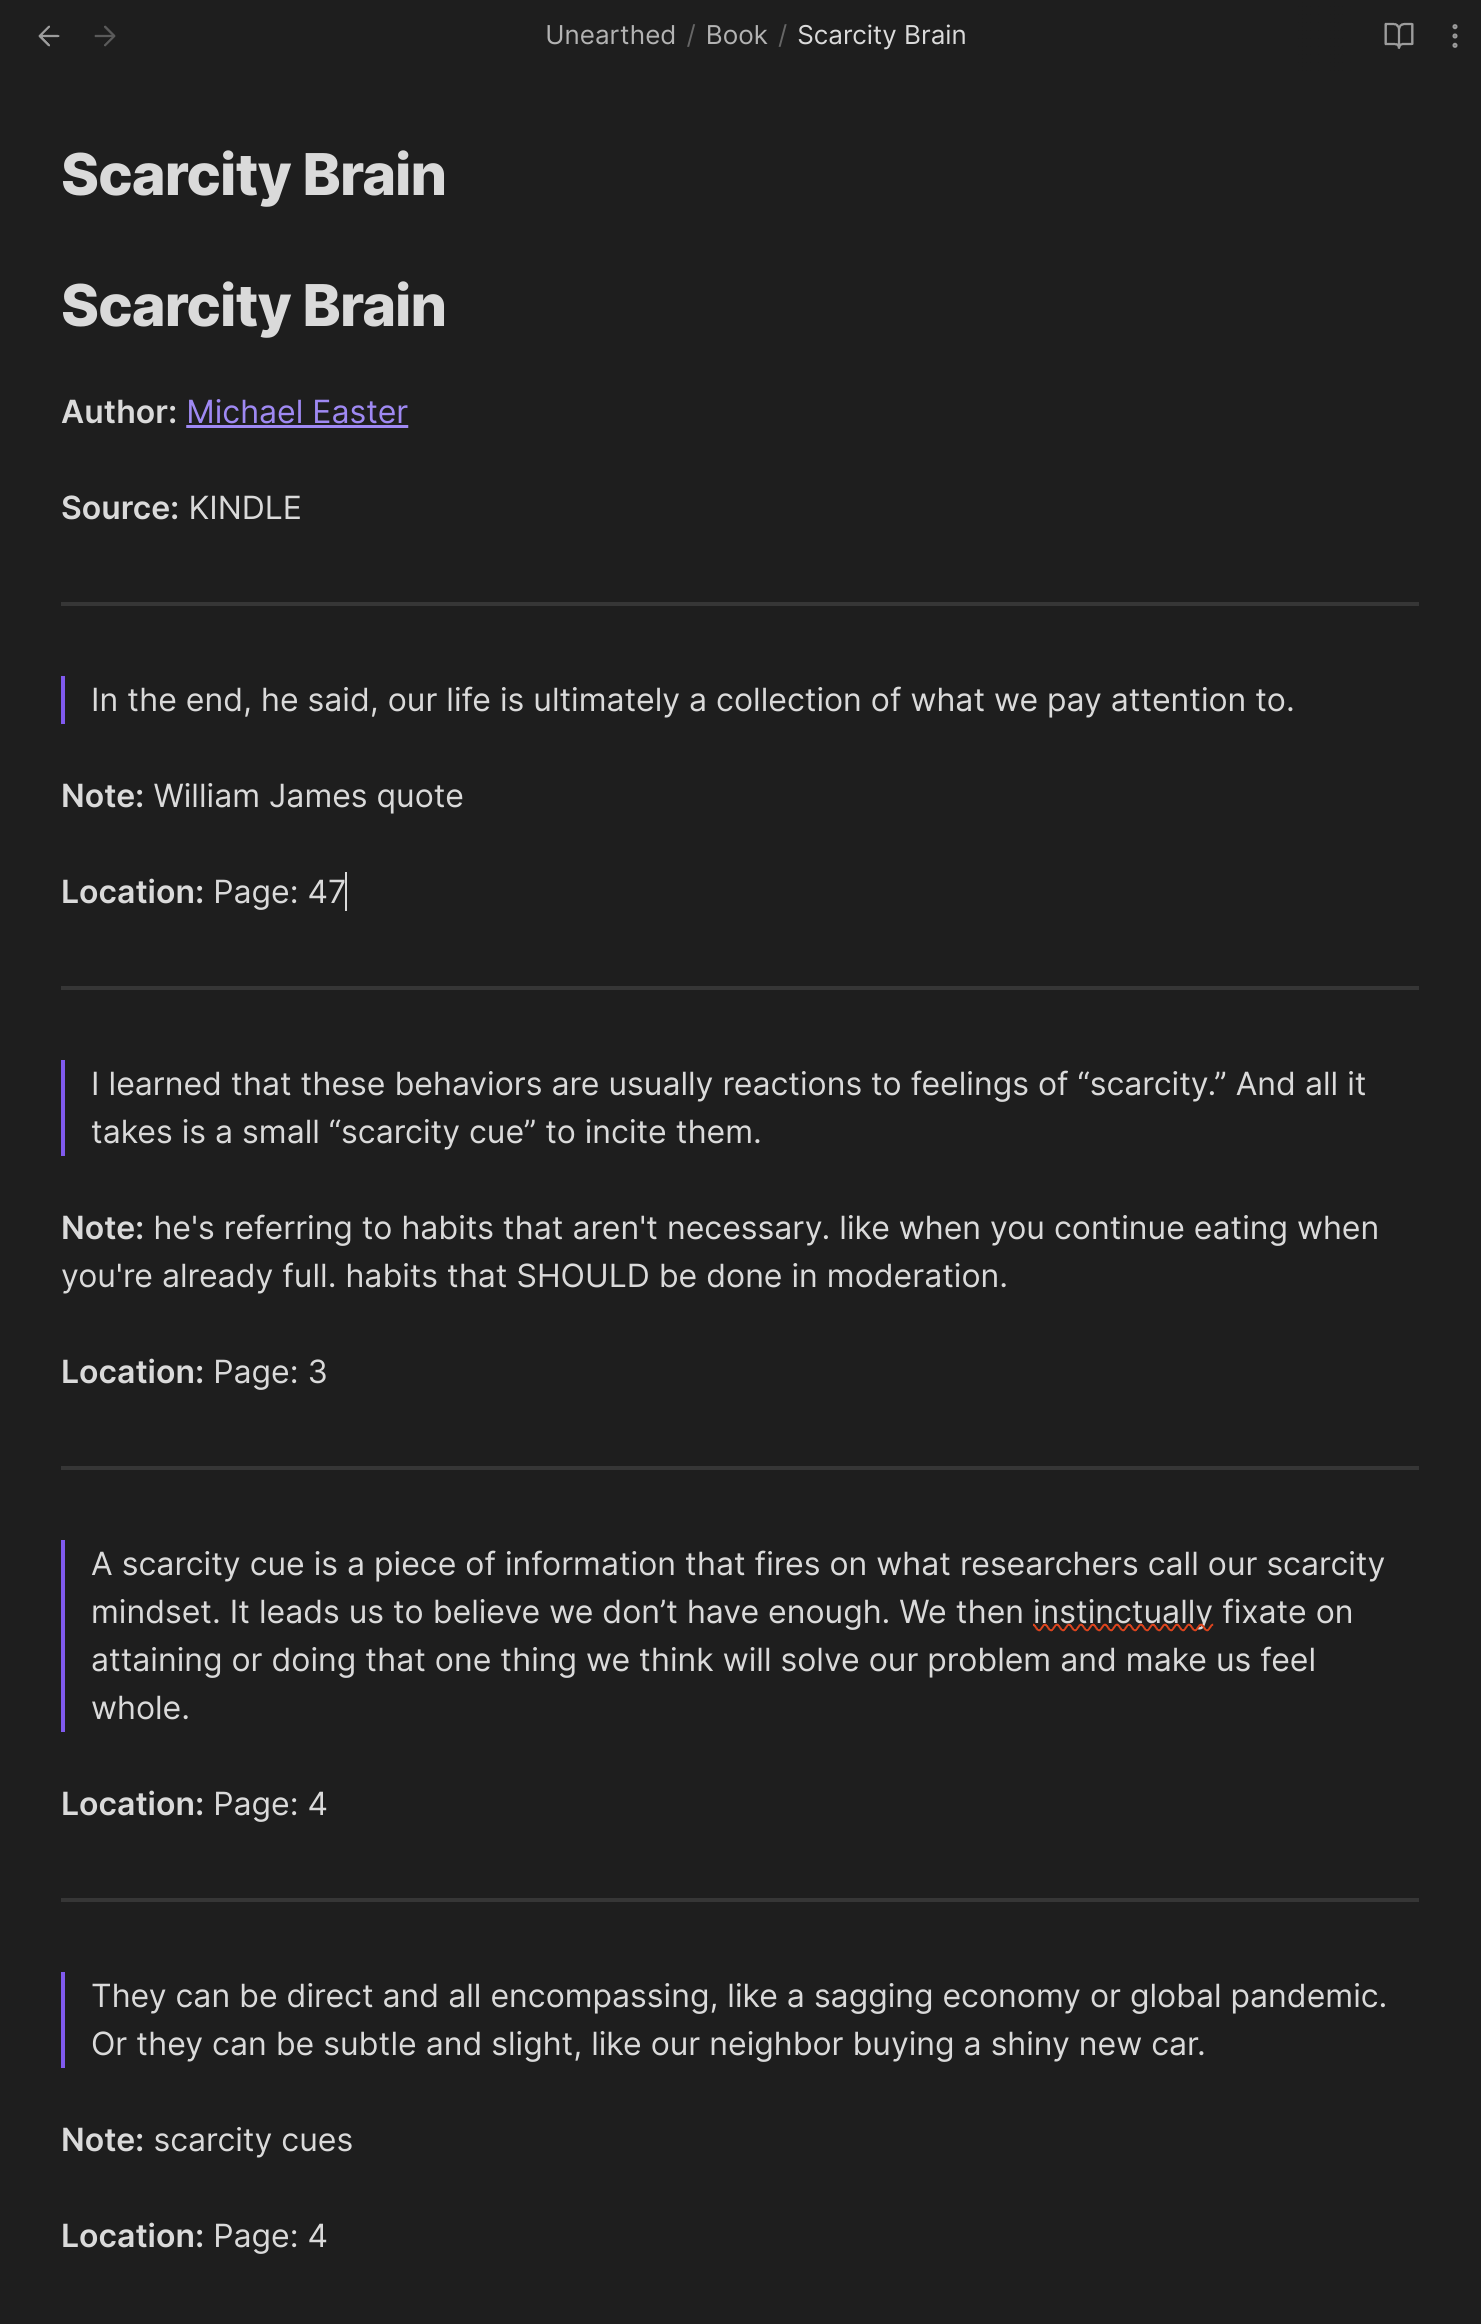 Unearthed / Book / Scarcity Brain
Scarcity Brain
Scarcity Brain
Author: Michael Easter
Source: KINDLE
In the end, he said, our life is ultimately a collection of what we pay attention to.
Note: William James quote
Location: Page: 47
I learned that these behaviors are usually reactions to feelings of “scarcity.” And all it
takes is a small “scarcity cue” to incite them.
Note: he's referring to habits that aren't necessary. like when you continue eating when
you're already full. habits that SHOULD be done in moderation.
Location: Page: 3
A scarcity cue is a piece of information that fires on what researchers call our scarcity
mindset. It leads us to believe we don’t have enough. We then instinctually fixate on
attaining or doing that one thing we think will solve our problem and make us feel
whole.
Location: Page: 4
They can be direct and all encompassing, like a sagging economy or global pandemic.
Or they can be subtle and slight, like our neighbor buying a shiny new car.
Note: scarcity cues
Location: Page: 4